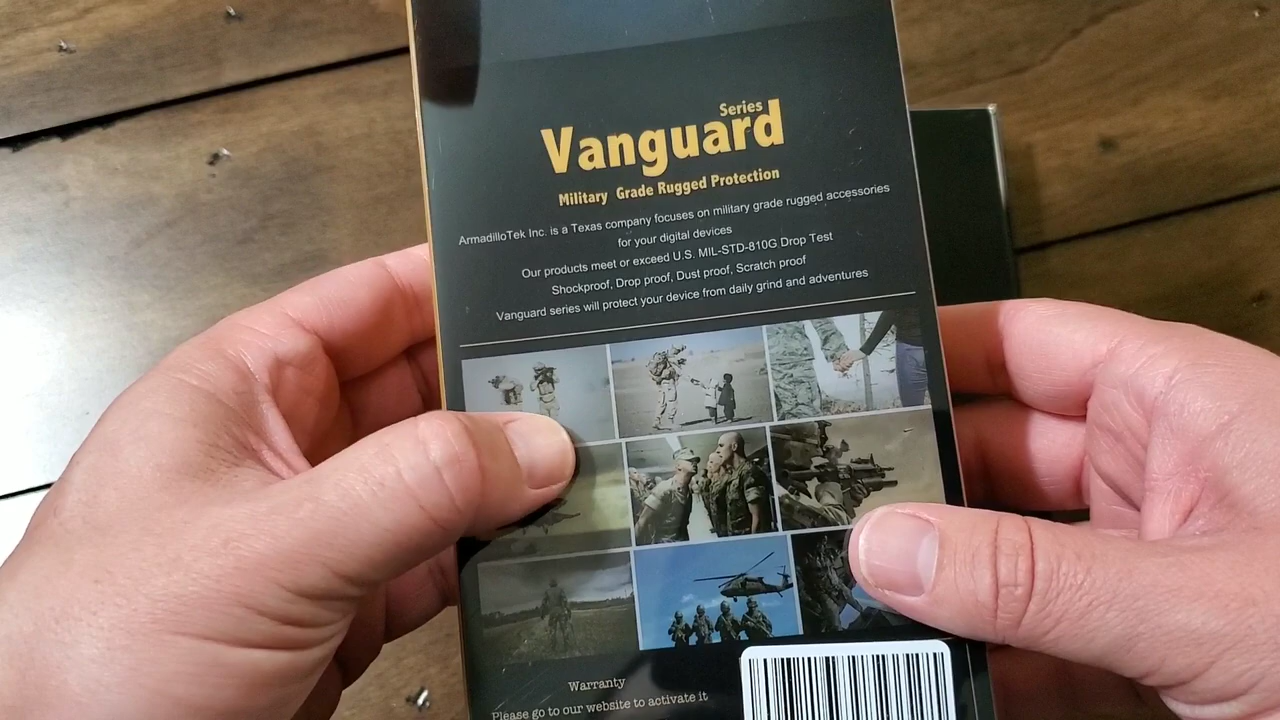 Series
Vanguard
Military Grade Rugged Protection
ArmadilloTek Inc. is a Texas company focuses on military grade rugged accessories
for your digital devices
Our products meet or exceed U.S. MIL-STD-810G Drop Test
Shockproof, Drop proof, Dust proof, Scratch proof
Vanguard series will protect your device from daily grind and adventures
Warranty
Please go to our website to activate it